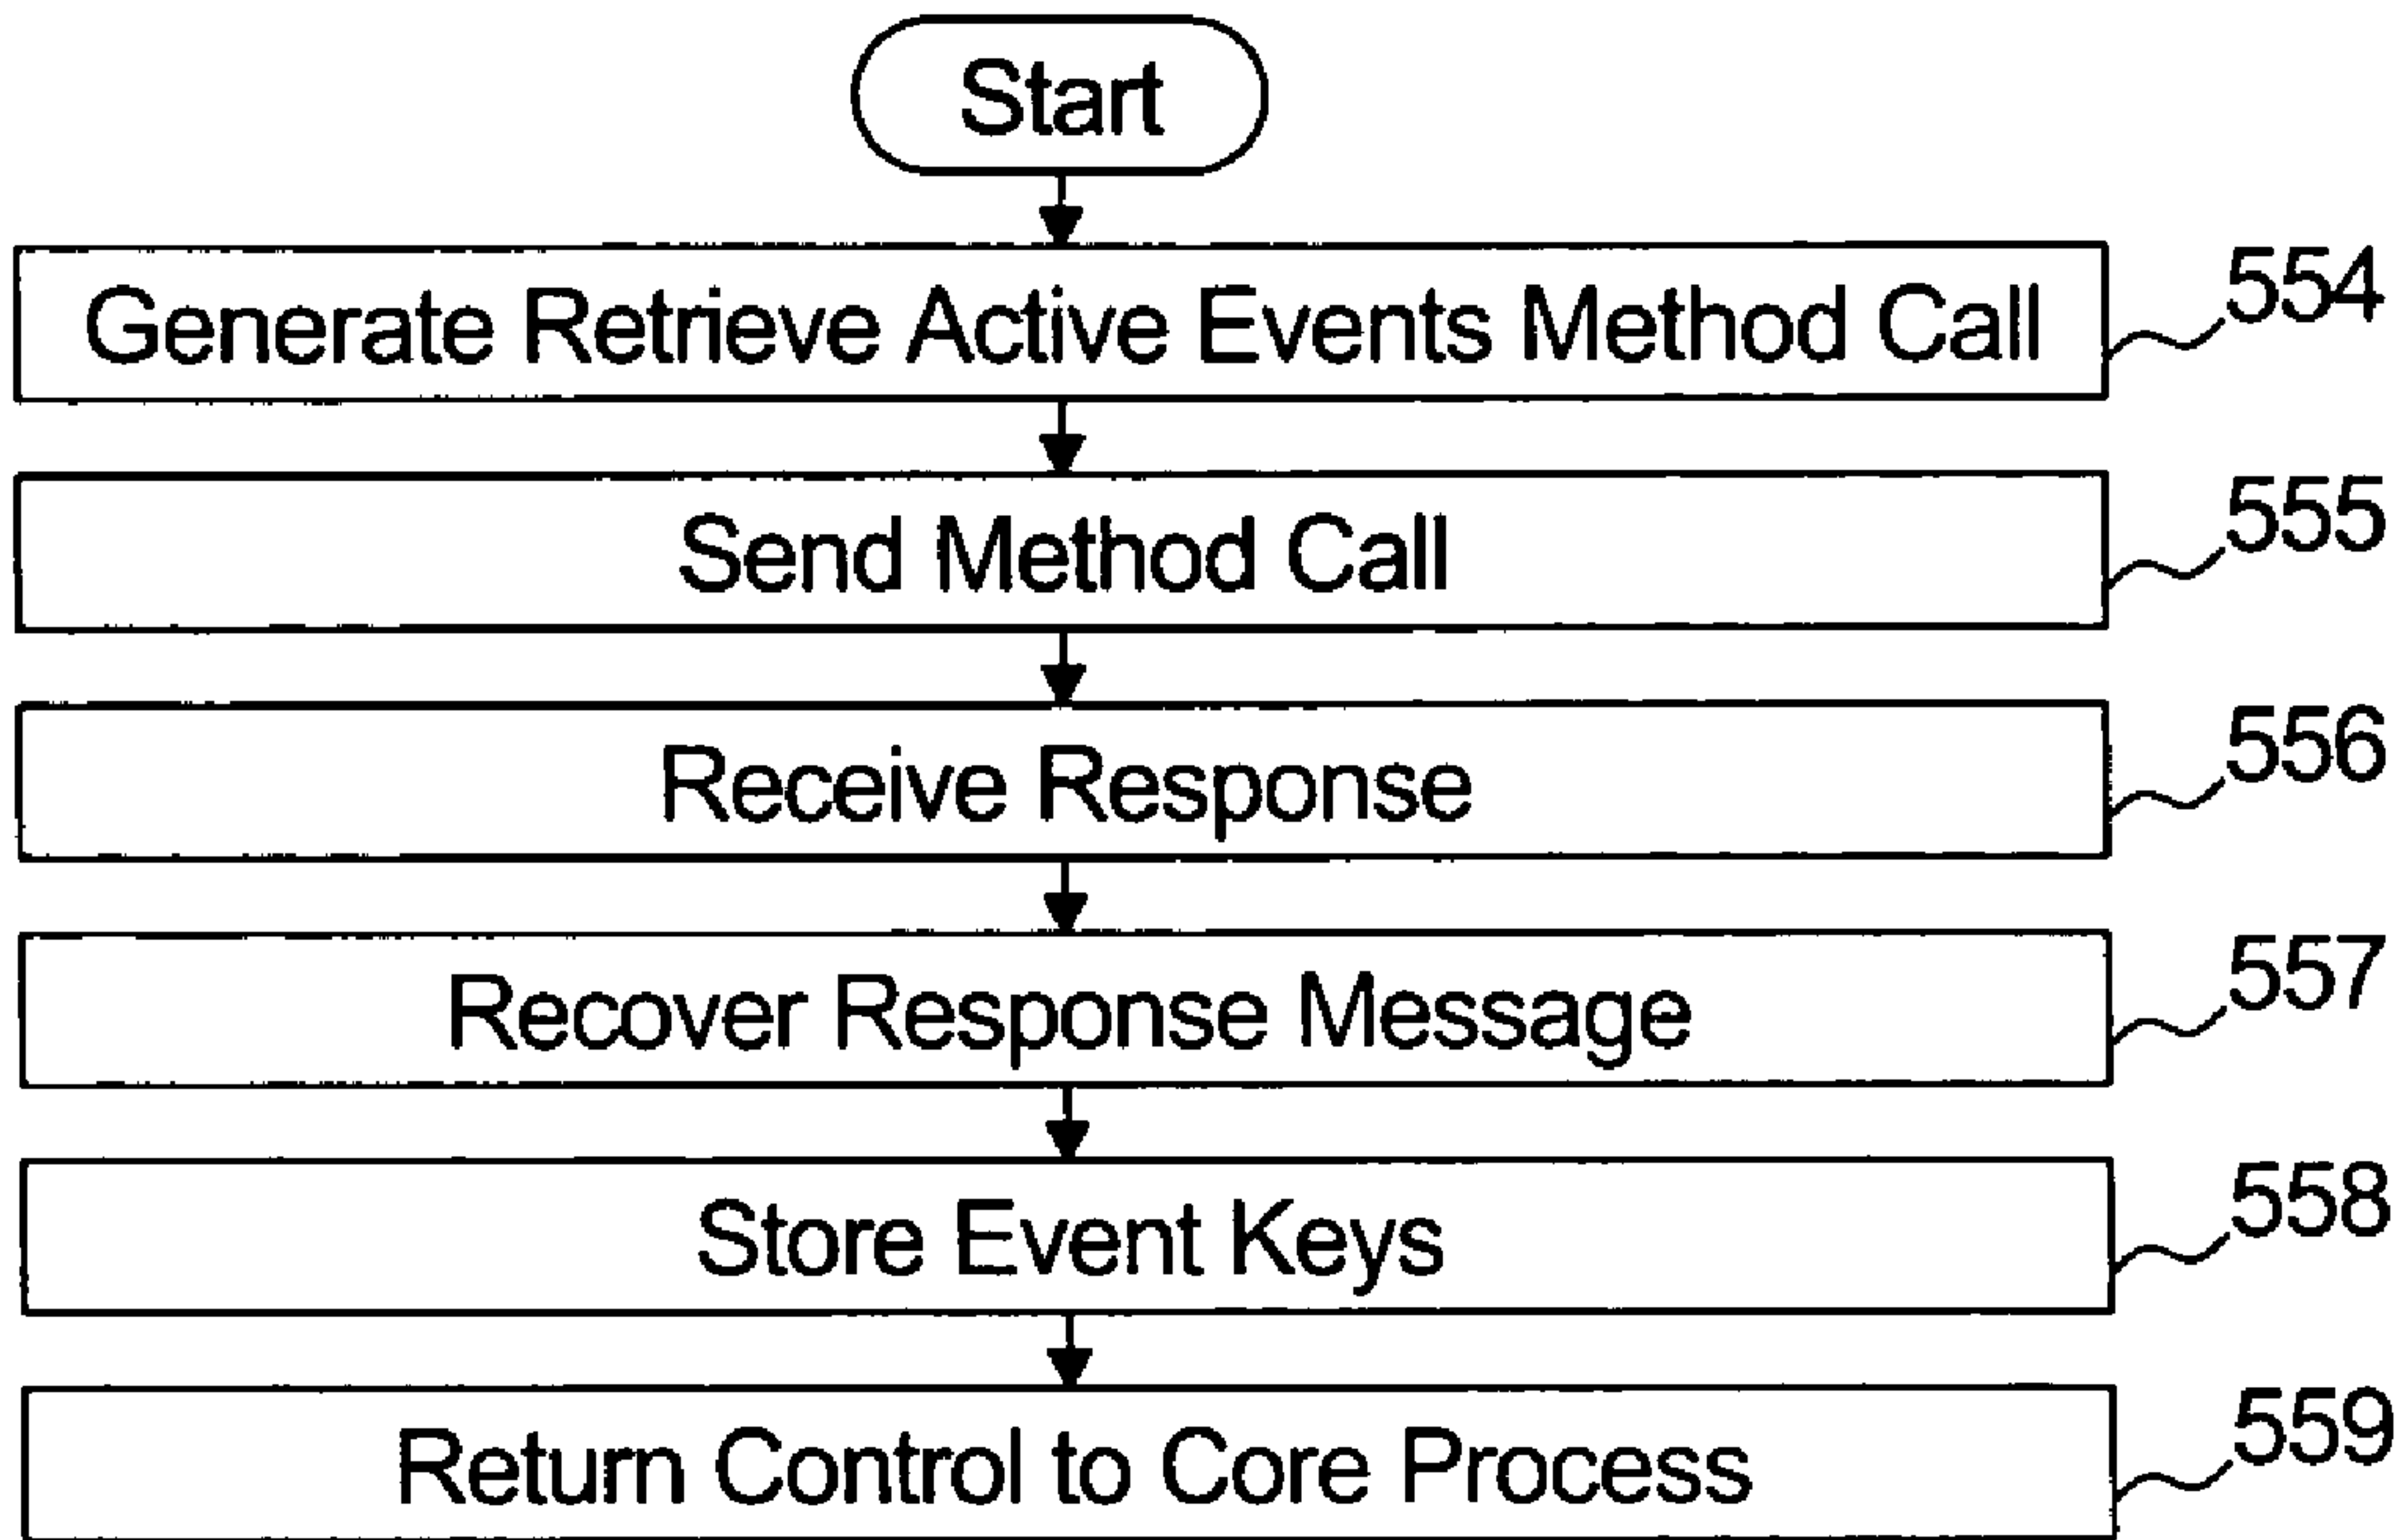 Start
Generate Retrieve Active Events Method Call 554
Send Method Call 555
Receive Response 556
Recover Response Message 557
Store Event Keys 558
Return Control to Core Process 559